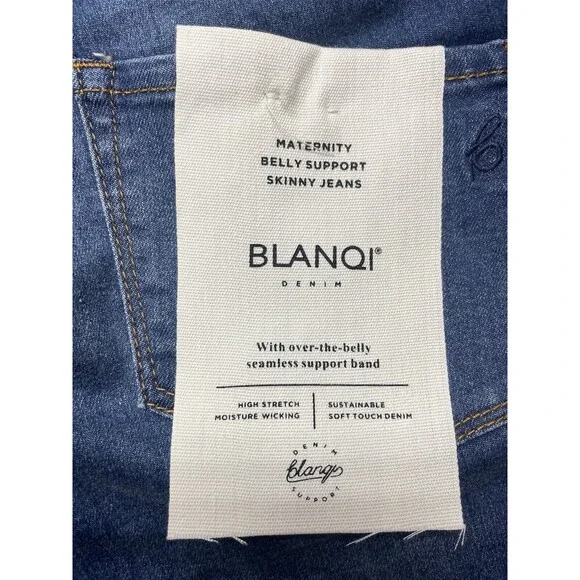 MATERNITY
BELLY SUPPORT
SKINNY JEANS
BLANQI®
DENIM
With over-the-belly
seamless support band
HIGH STRETCH
MOISTURE WICKING
SUSTAINABLE
SOFT TOUCH DENIM
DENIM
blanqi
SUPPORT
b